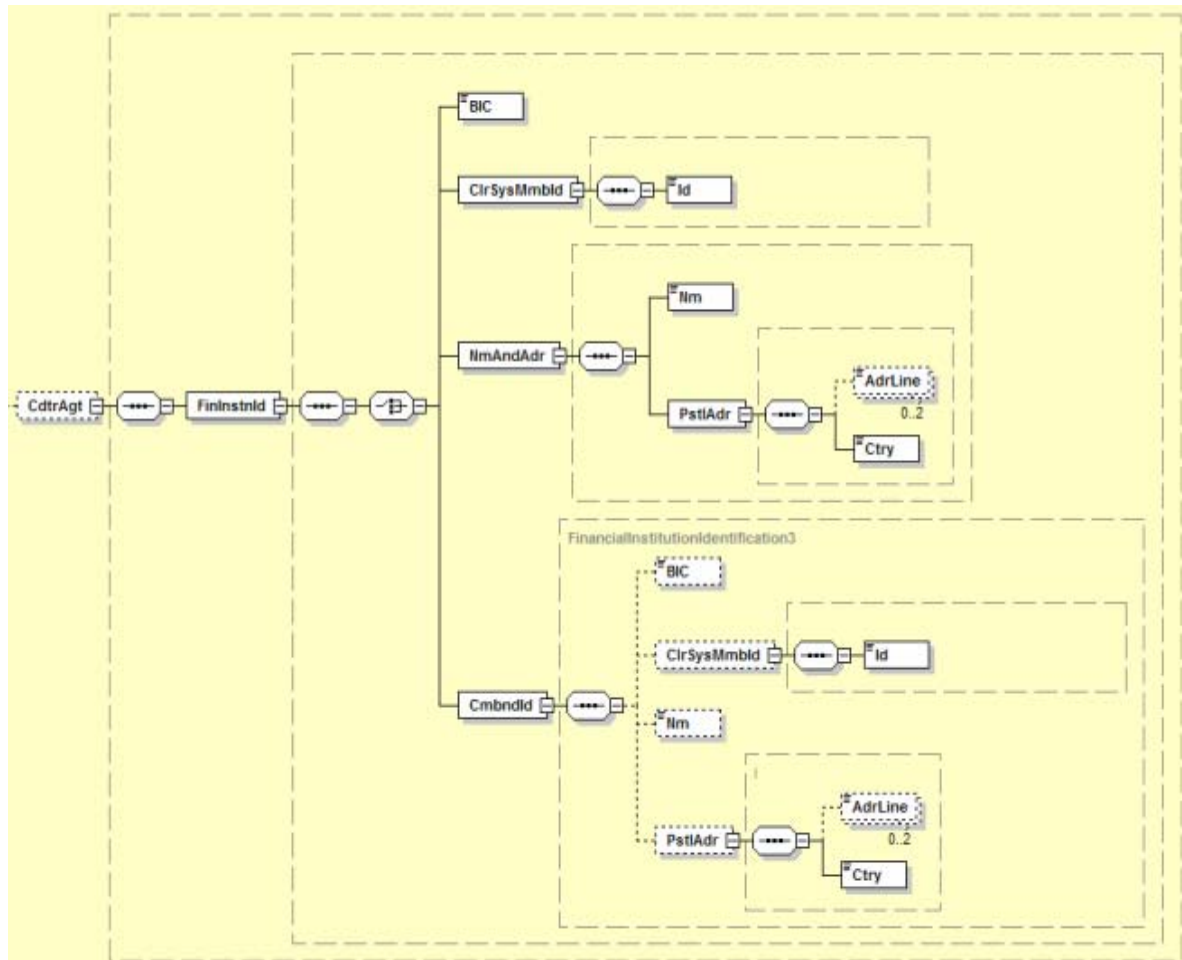 BIC
ClrSysMmbId
Id
Nm
NmAndAdr
AdrLine
CdtrAgt
FinInstnId
0..2
PstlAdr
Ctry
FinancialInstitutionIdentification3
BIC
ClrSysMmbId
Id
CmbndId
Nm
AdrLine
PstlAdr
0..2
Ctry